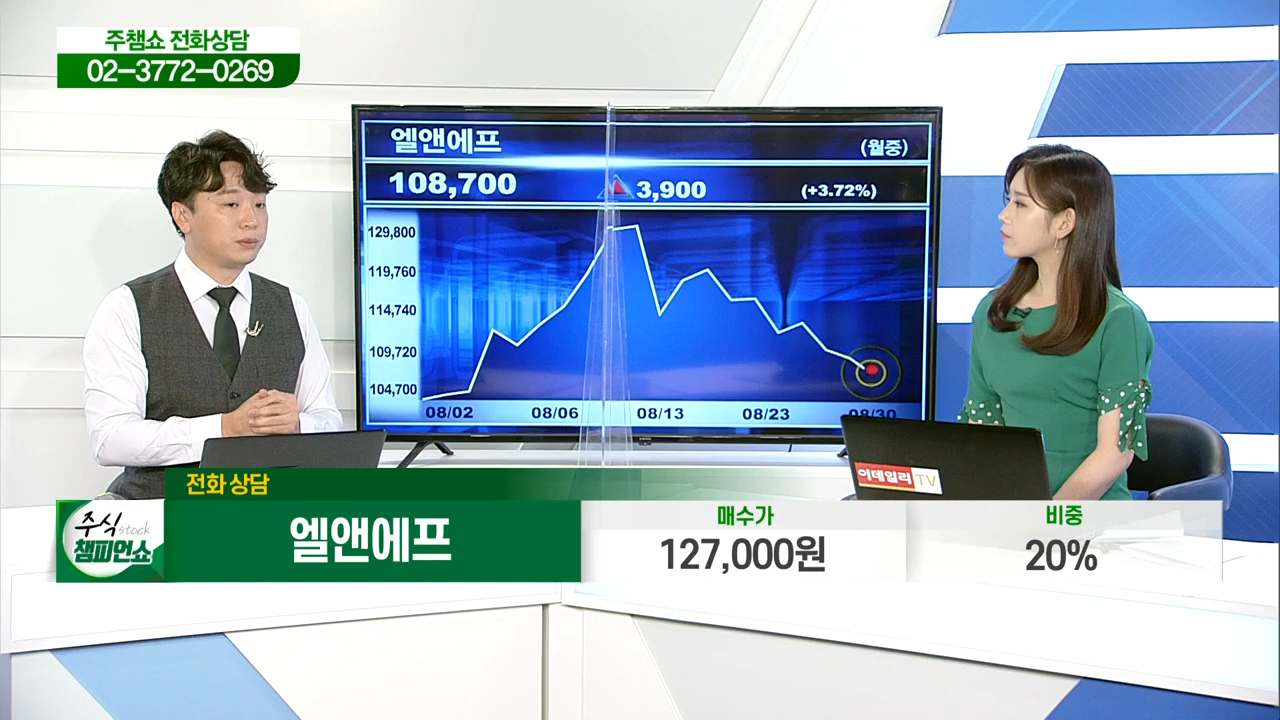 주챔쇼 전화상담
02-3772-0269
엘앤에프
(월중)
108,700
3,900
(+3.72%)
129,800
119,760
114,740
109,720
104,700
08/02
08/06
08/13
08/23
08/30
이데일리TV
전화 상담
주식 stock
챔피언쇼
엘앤에프
매수가
127,000원
비중
20%